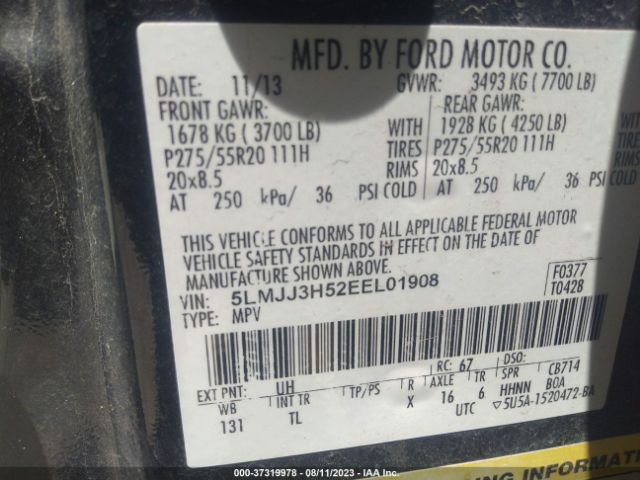 MFD. BY FORD MOTOR CO.
DATE: 11/13 GVWR: 3493 KG (7700 LB)
FRONT GAWR: REAR GAWR:
1678 KG (3700 LB) WITH 1928 KG (4250 LB)
P275/55R20 111H TIRES P275/55R20 111H
20x8.5 RIMS 20x8.5
AT 250 kPa/ 36 PSI COLD AT 250 kPa/ 36 PSI COLD
THIS VEHICLE CONFORMS TO ALL APPLICABLE FEDERAL MOTOR
VEHICLE SAFETY STANDARDS IN EFFECT ON THE DATE OF
MANUFACTURE SHOWN ABOVE.
VIN: 5LMJJ3H52EEL01908 F0377
TYPE: MPV T0428
RC: 67 DSO:
EXT PNT: UH CB714
WB INT TR TP/PS R AXLE TR SPR BOA
131 TL X 16 6 HHNN
UTC ▽5U5A-1520472-BA
ING INFORMATI
COPART: 37319978 - 08/11/2023 - IAA Inc.